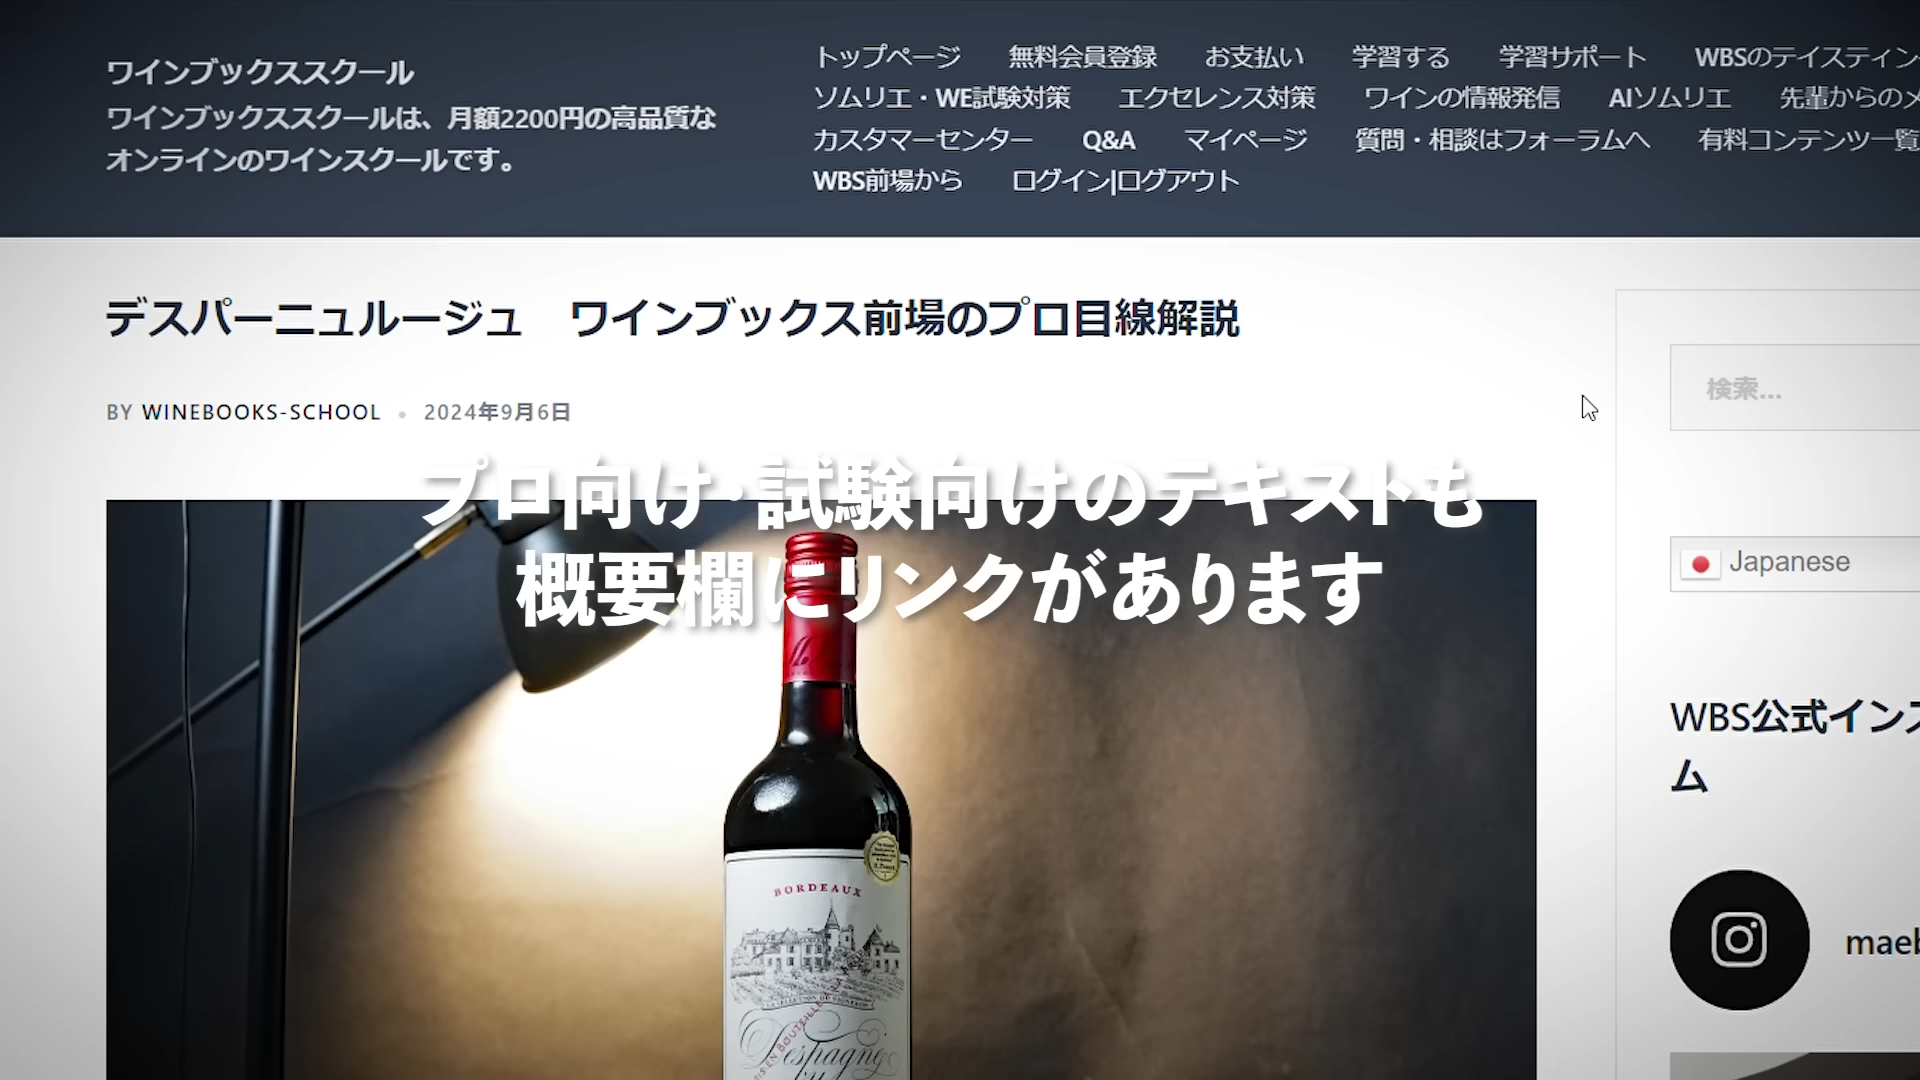 ワインブックススクール
ワインブックススクールは、月額2200円の高品質な
オンラインのワインスクールです。
トップページ 無料会員登録 お支払い 学習する 学習サポート WBSのテイスティン
ソムリエ・WE試験対策 エクセレンス対策 ワインの情報発信 AIソムリエ 先輩からのメ
カスタマーセンター Q&A マイページ 質問・相談はフォーラムへ 有料コンテンツ一覧
WBS前場から ログイン|ログアウト
デスパーニュルージュ ワインブックス前場のプロ目線解説
BY WINEBOOKS-SCHOOL 2024年9月6日
プロ向け・試験向けのテキストも
概要欄にリンクがあります
検索...
Japanese
WBS公式インス
ム
maeb
BORDEAUX
MIS EN BOUTEILLE
Despagne